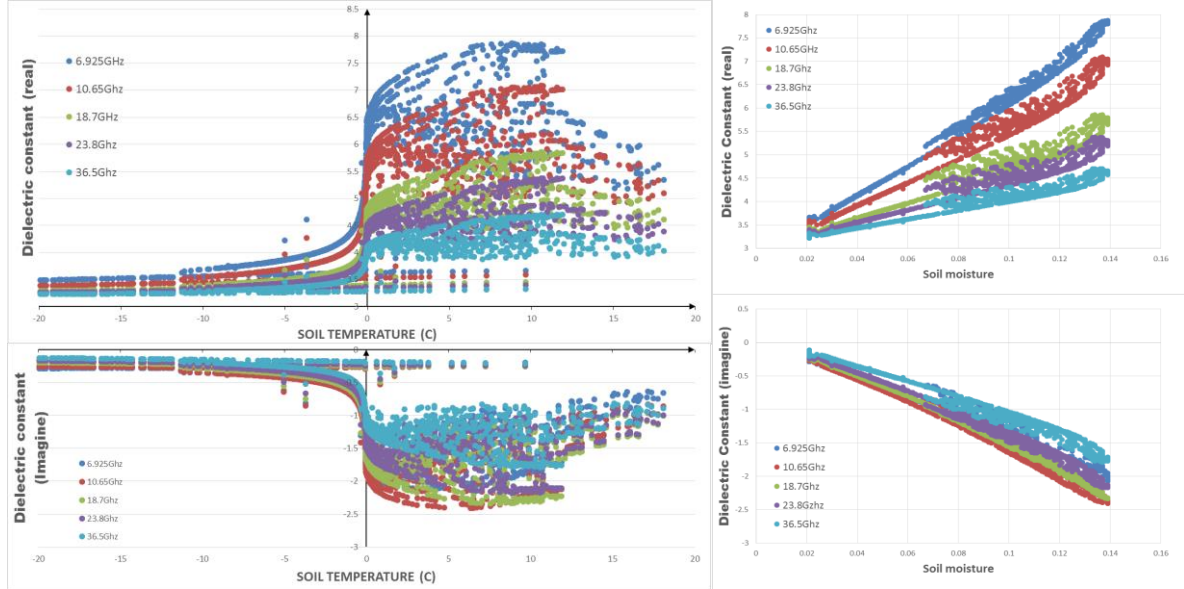 8.5
8
7.5
7
6.5
6
5.5
5
4.5
4
3.5
3
Dielectric constant (real)
6.925GHz
10.65Ghz
18.7GHz
23.8GHz
36.5Ghz
-20
-15
-10
-5
0
5
10
15
20
SOIL TEMPERATURE (C)
8
7.5
7
6.5
6
5.5
5
4.5
4
3.5
3
Dielectric Constant (real)
6.925Ghz
10.65GHz
18.7GHz
23.8GHz
36.5GHz
0
0.02
0.04
0.06
0.08
0.1
0.12
0.14
0.16
Soil moisture
0
-1
-1.5
-2
-2.5
-3
Dielectric constant
(Imagine)
6.925Ghz
10.65Ghz
18.7Ghz
23.8Ghz
36.5Ghz
-20
-15
-10
-5
0
5
10
15
20
SOIL TEMPERATURE (C)
0.5
0
-0.5
-1
-1.5
-2
-2.5
-3
Dielectric Constant (imagine)
6.925Ghz
10.65Ghz
18.7Ghz
23.8Gzhz
36.5Ghz
0
0.02
0.04
0.06
0.08
0.1
0.12
0.14
0.16
Soil moisture